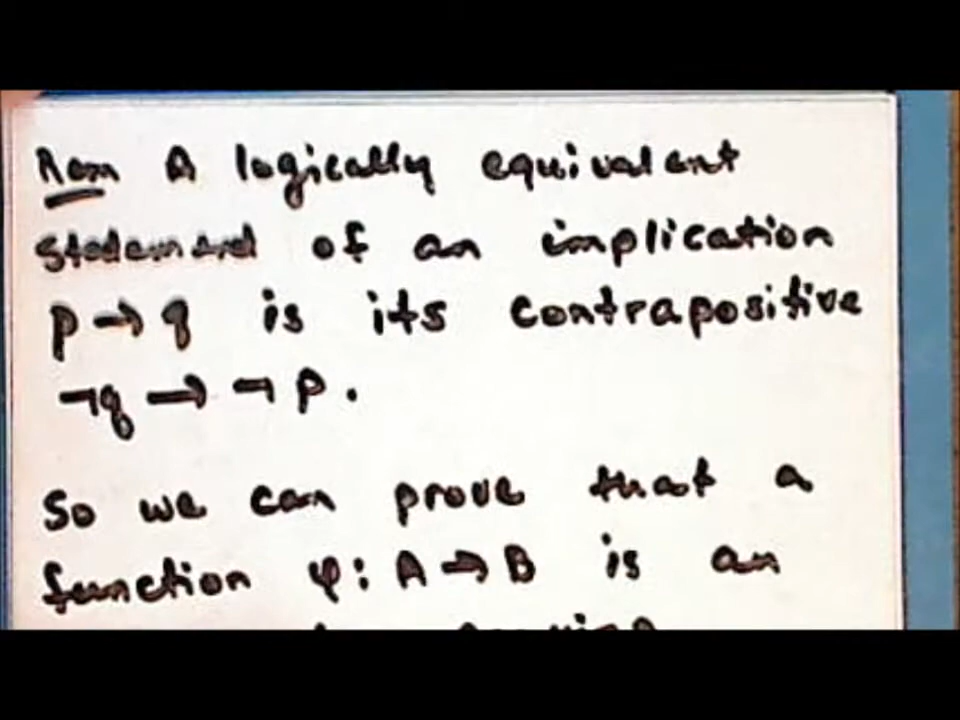 Rem A logically equivalent
statement of an implication
p → q is its contrapositive
¬q → ¬p.
So we can prove that a
function φ: A → B is an